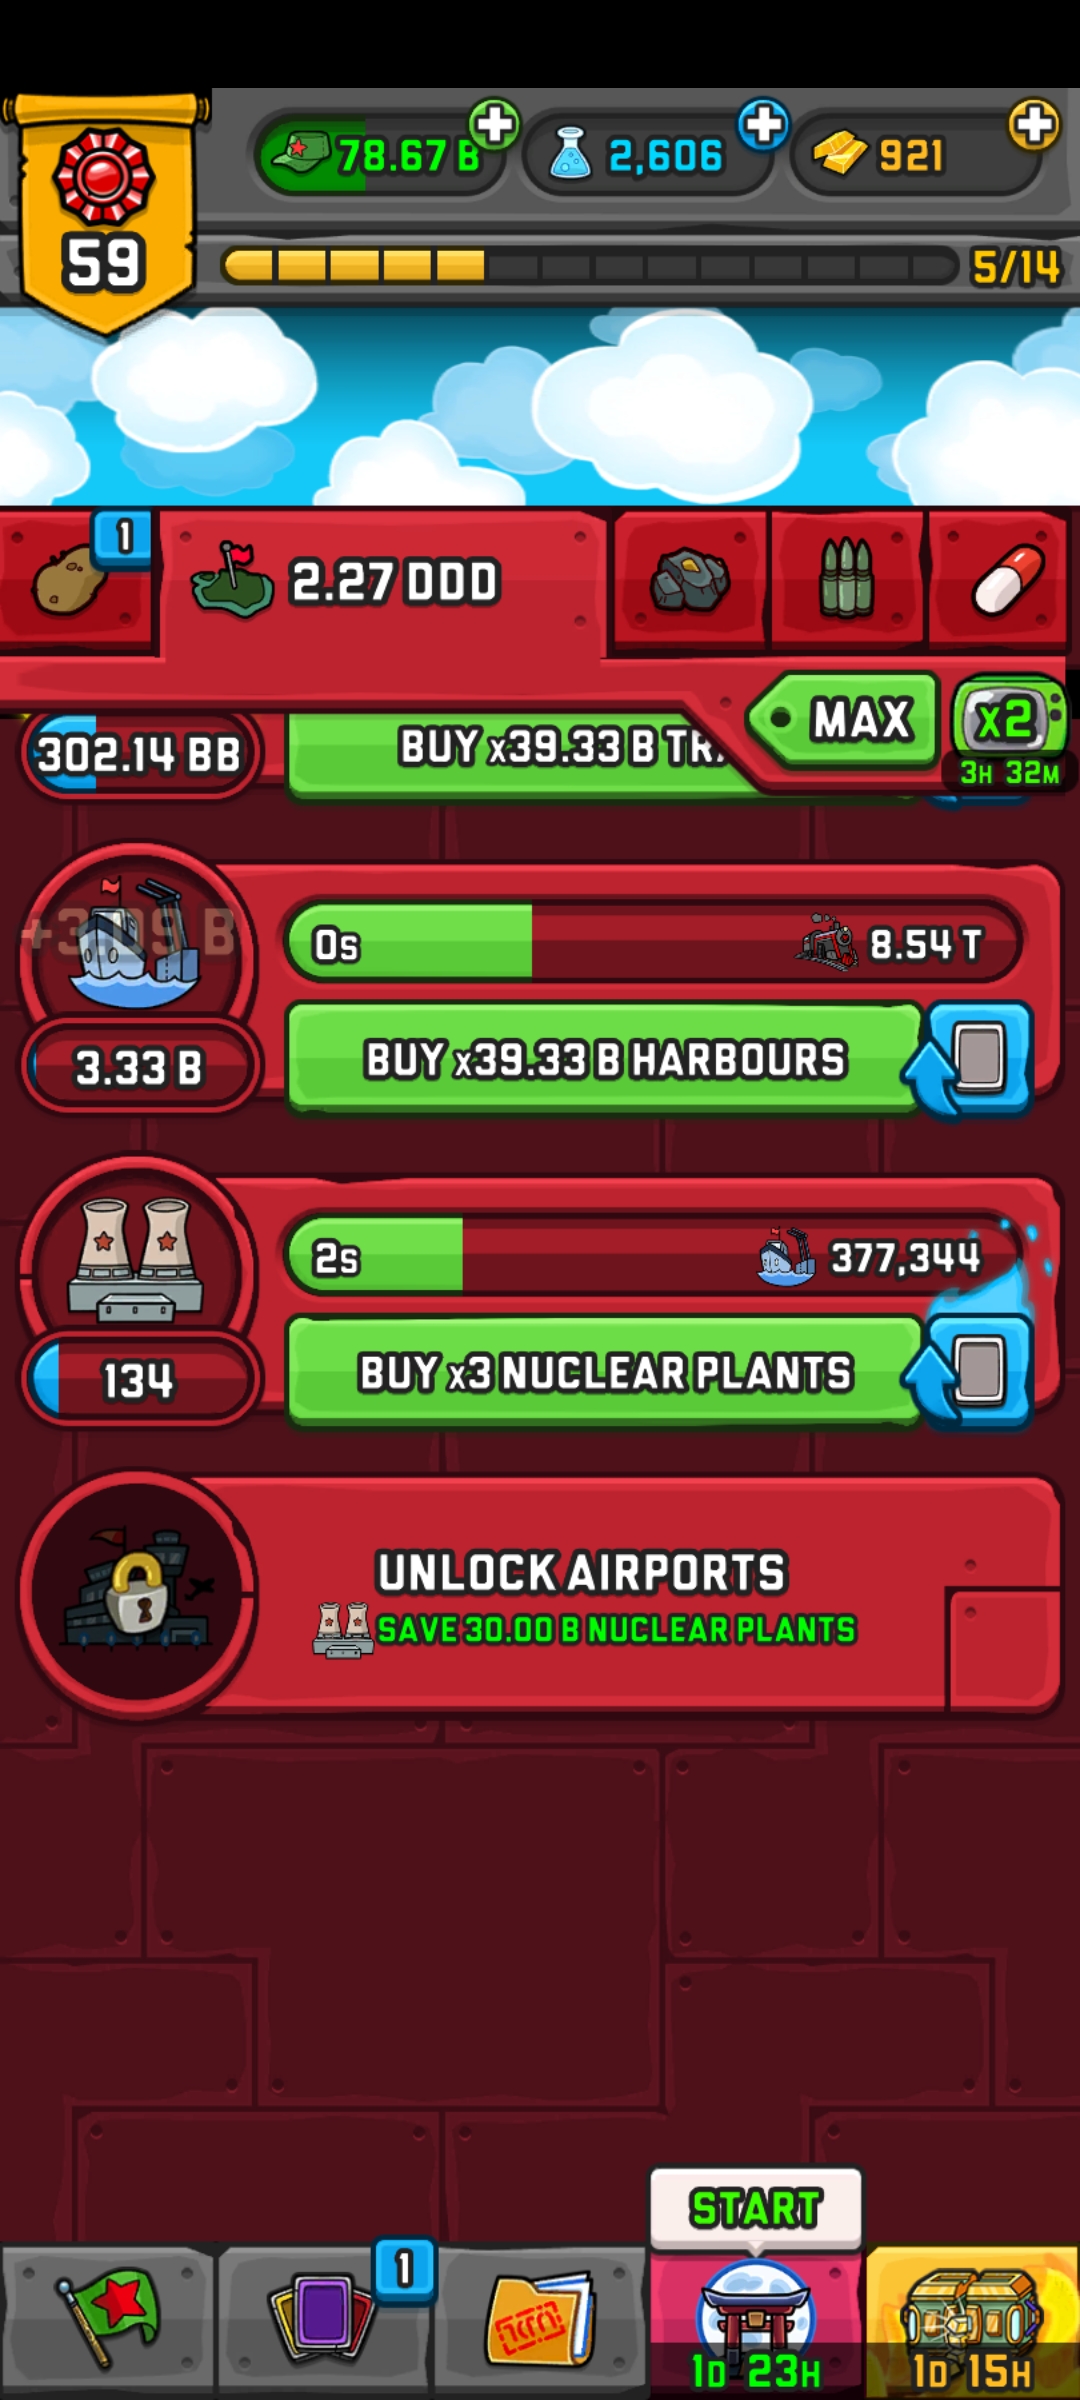 78.67 B
2,606
921
59
5/14
1
2.27 DDD
MAX
x2
3H 32M
302.14 BB
BUY x39.33 B TR
+3.09 B
0s
8.54 T
3.33 B
BUY x39.33 B HARBOURS
2s
377,344
134
BUY x3 NUCLEAR PLANTS
UNLOCK AIRPORTS
SAVE 30.00 B NUCLEAR PLANTS
START
1
1D 23H
1D 15H